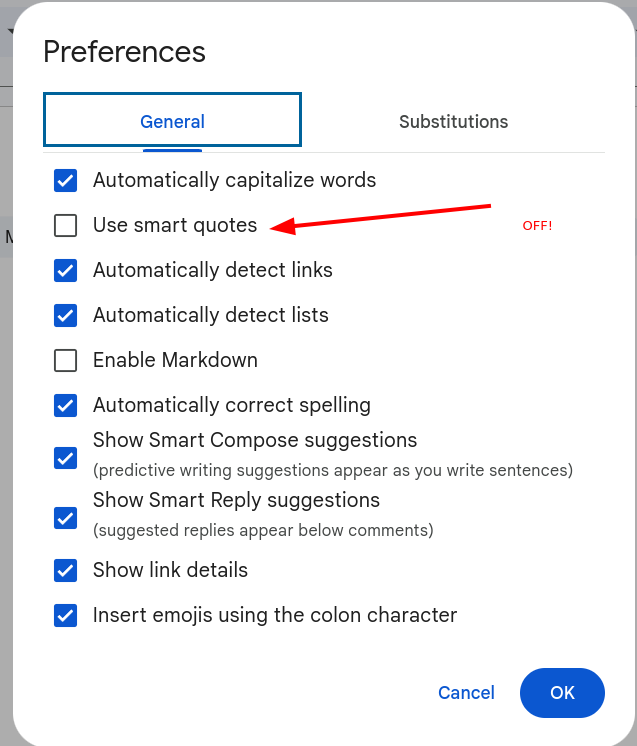 Preferences
General
Substitutions
Automatically capitalize words
Use smart quotes
OFF!
Automatically detect links
M
Automatically detect lists
Enable Markdown
Automatically correct spelling
Show Smart Compose suggestions
(predictive writing suggestions appear as you write sentences)
Show Smart Reply suggestions
(suggested replies appear below comments)
Show link details
Insert emojis using the colon character
Cancel
OK